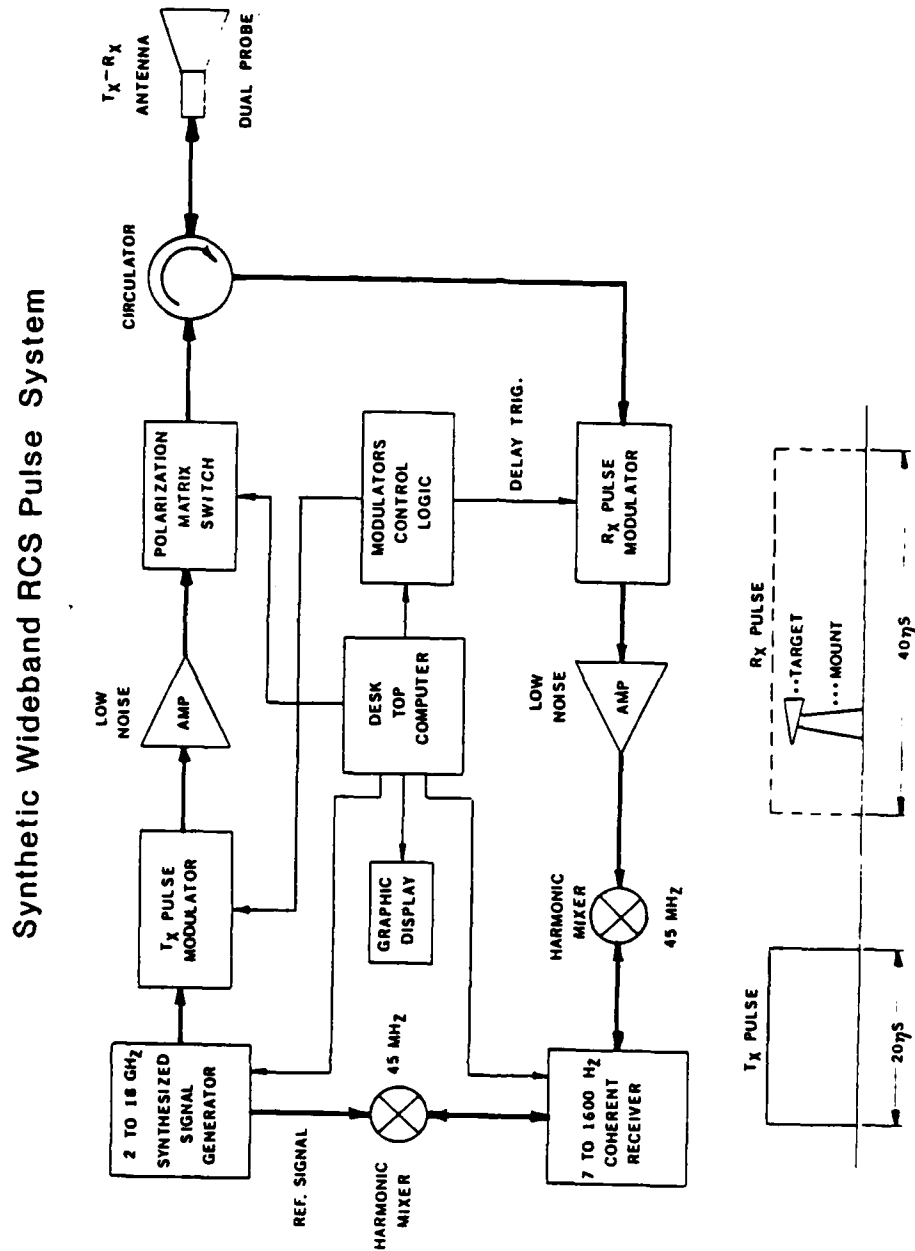 Synthetic Wideband RCS Pulse System
2 TO 18 GHZ
SYNTHESIZED
SIGNAL
GENERATOR
TX PULSE
MODULATOR
LOW
NOISE
AMP
POLARIZATION
MATRIX
SWITCH
CIRCULATOR
TX-RX
ANTENNA
DUAL PROBE
REF. SIGNAL
HARMONIC
MIXER
45 MHZ
GRAPHIC
DISPLAY
DESK
TOP
COMPUTER
MODULATORS
CONTROL
LOGIC
DELAY TRIG.
7 TO 1600 HZ
COHERENT
RECEIVER
HARMONIC
MIXER
45 MHZ
LOW
NOISE
AMP
RX PULSE
MODULATOR
TX PULSE
20ηS
RX PULSE
··TARGET
···MOUNT
40ηS